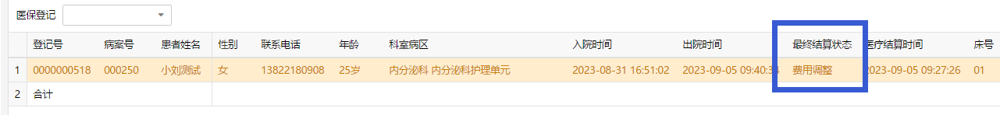 医保登记
登记号 病案号 患者姓名 性别 联系电话 年龄 科室病区 入院时间 出院时间 最终结算状态 医疗结算时间 床号
1 0000000518 000250 小刘测试 女 13822180908 25岁 内分泌科 内分泌科护理单元 2023-08-31 16:51:02 2023-09-05 09:40:34 费用调整 2023-09-05 09:27:26 01
2 合计